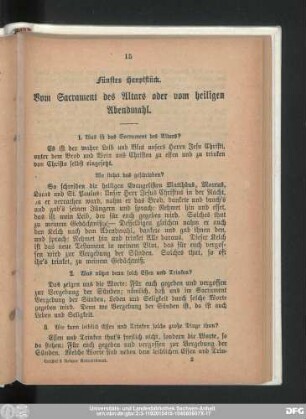 15
Fünftes Hauptstück.
Vom Sacrament des Altars oder vom heiligen
Abendmahl.
1. Was ist das Sacrament des Altars?
Es ist der wahre Leib und Blut unsers Herrn Jesu Christi,
unter dem Brod und Wein uns Christen zu essen und zu trinken
von Christo selbst eingesetzt.
Wo stehet das geschrieben?
So schreiben die heiligen Evangelisten Matthäus, Marcus,
Lucas und St. Paulus: Unser Herr Jesus Christus in der Nacht,
da er verrathen ward, nahm er das Brod, dankete und brach's
und gab's seinen Jüngern und sprach: Nehmet hin und esset,
das ist mein Leib, der für euch gegeben wird. Solches thut
zu meinem Gedächtnisse. Desselbigen gleichen nahm er auch
den Kelch nach dem Abendmahl, dankete und gab ihnen den
und sprach: Nehmet hin und trinket Alle daraus. Dieser Kelch
ist das neue Testament in meinem Blut, das für euch vergossen
wird zur Vergebung der Sünden. Solches thut, so oft
ihr's trinket, zu meinem Gedächtniß.
2. Was nützet denn solch Essen und Trinken?
Das zeigen uns die Worte: Für euch gegeben und vergossen
zur Vergebung der Sünden; nämlich, daß uns im Sacrament
Vergebung der Sünden, Leben und Seligkeit durch solche Worte
gegeben wird. Denn wo Vergebung der Sünden ist, da ist auch
Leben und Seligkeit.
3. Wie kann leiblich Essen und Trinken solche große Dinge thun?
Essen und Trinken thut's freilich nicht, sondern die Worte, so
da stehen: Für euch gegeben und vergossen zur Vergebung der
Sünden. Welche Worte sind neben dem leiblichen Essen und Trin-
2
Universitäts- und Landesbibliothek Sachsen-Anhalt